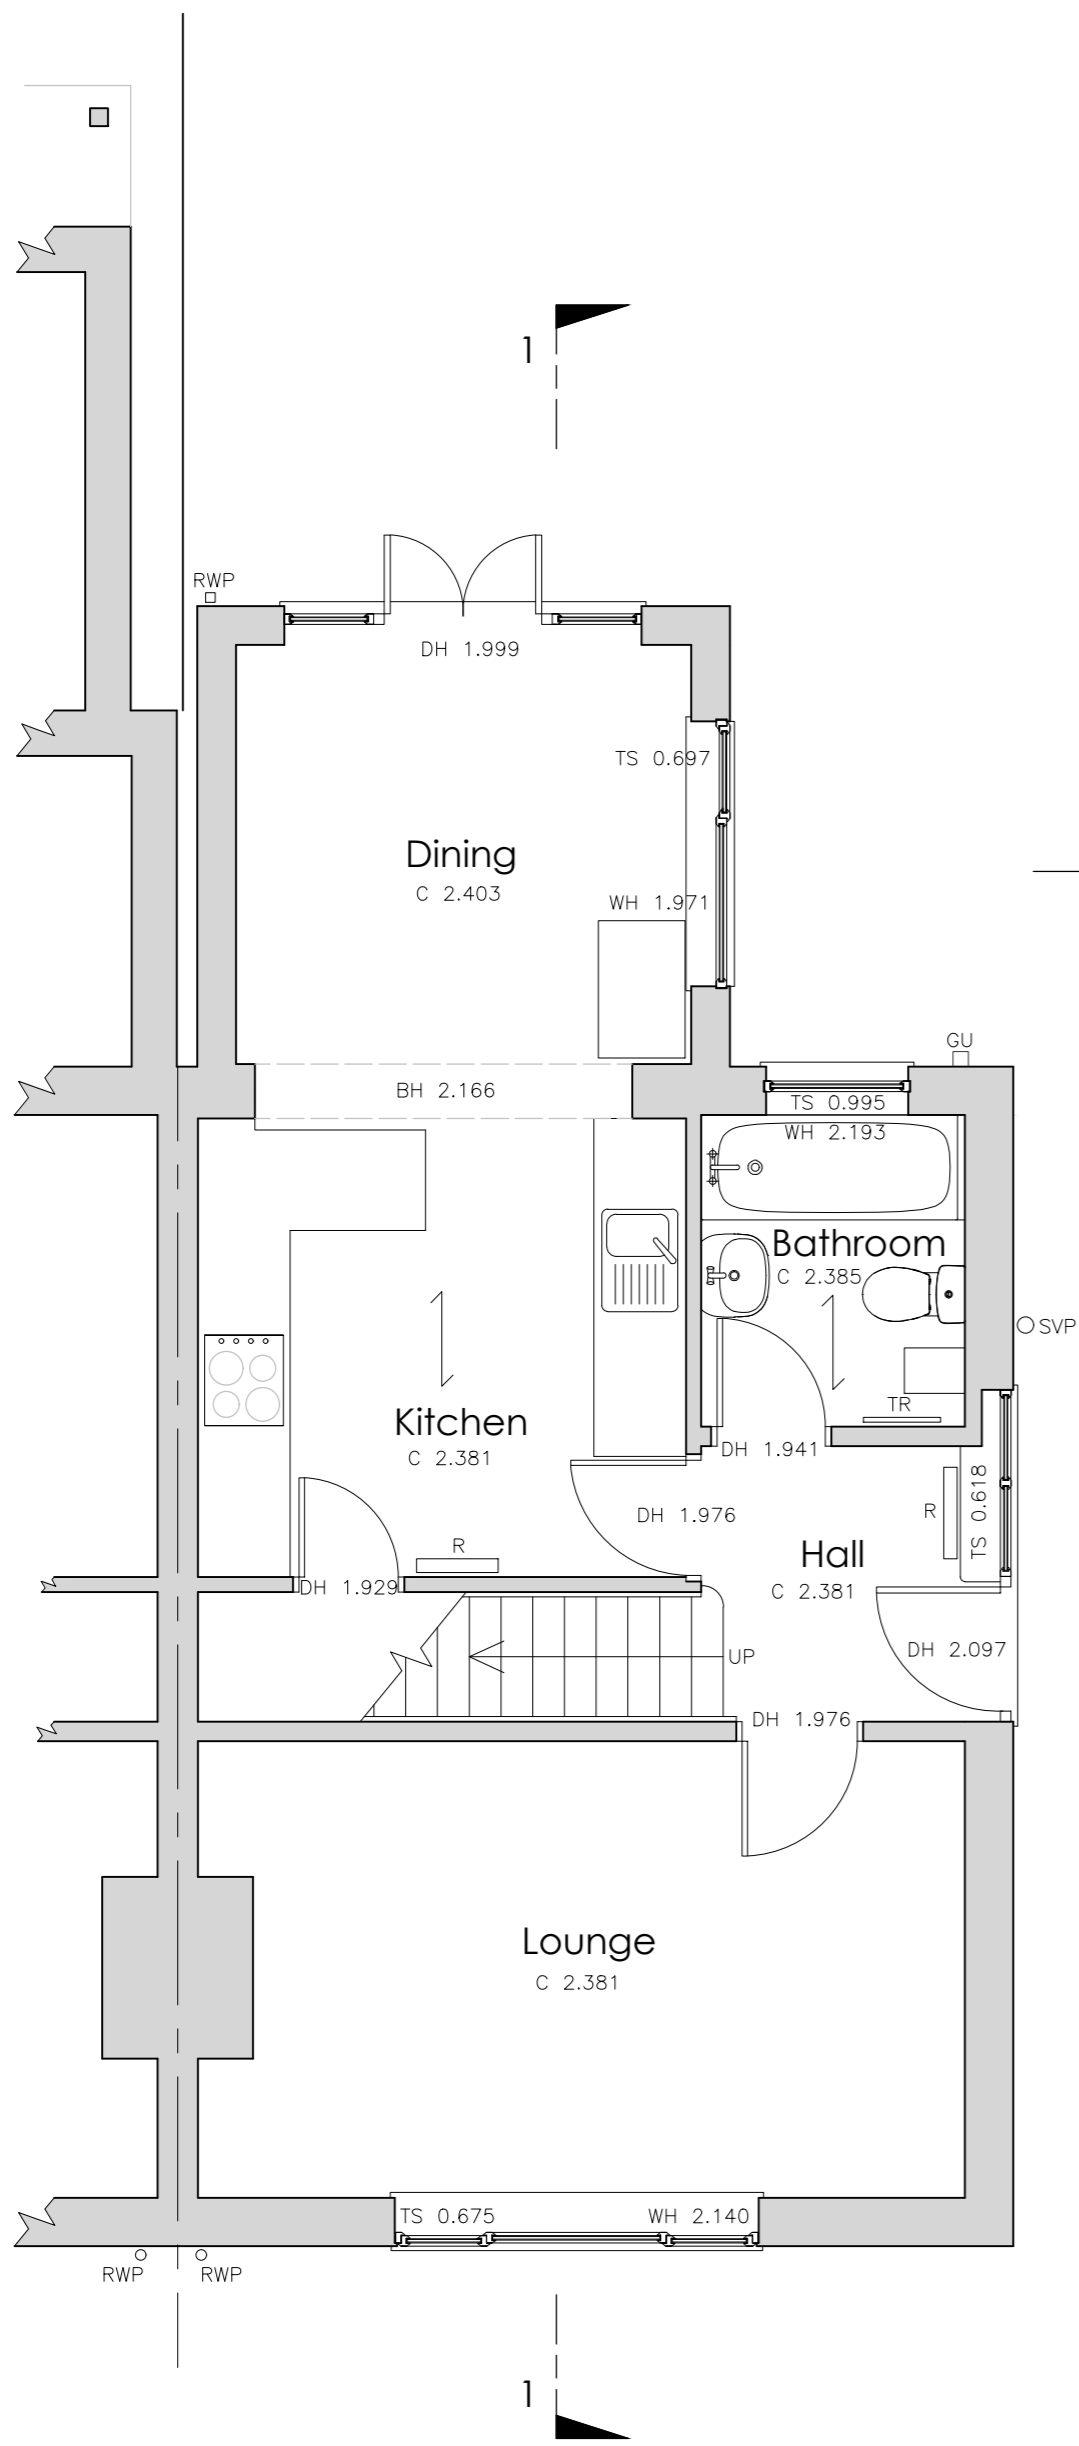 1
RWP
DH 1.999
TS 0.697
Dining
C 2.403
WH 1.971
GU
BH 2.166
TS 0.995
WH 2.193
Bathroom
C 2.385
SVP
TR
Kitchen
C 2.381
DH 1.941
DH 1.976
R
TS 0.618
R
Hall
C 2.381
DH 1.929
DH 2.097
UP
DH 1.976
Lounge
C 2.381
TS 0.675
WH 2.140
RWP
RWP
1